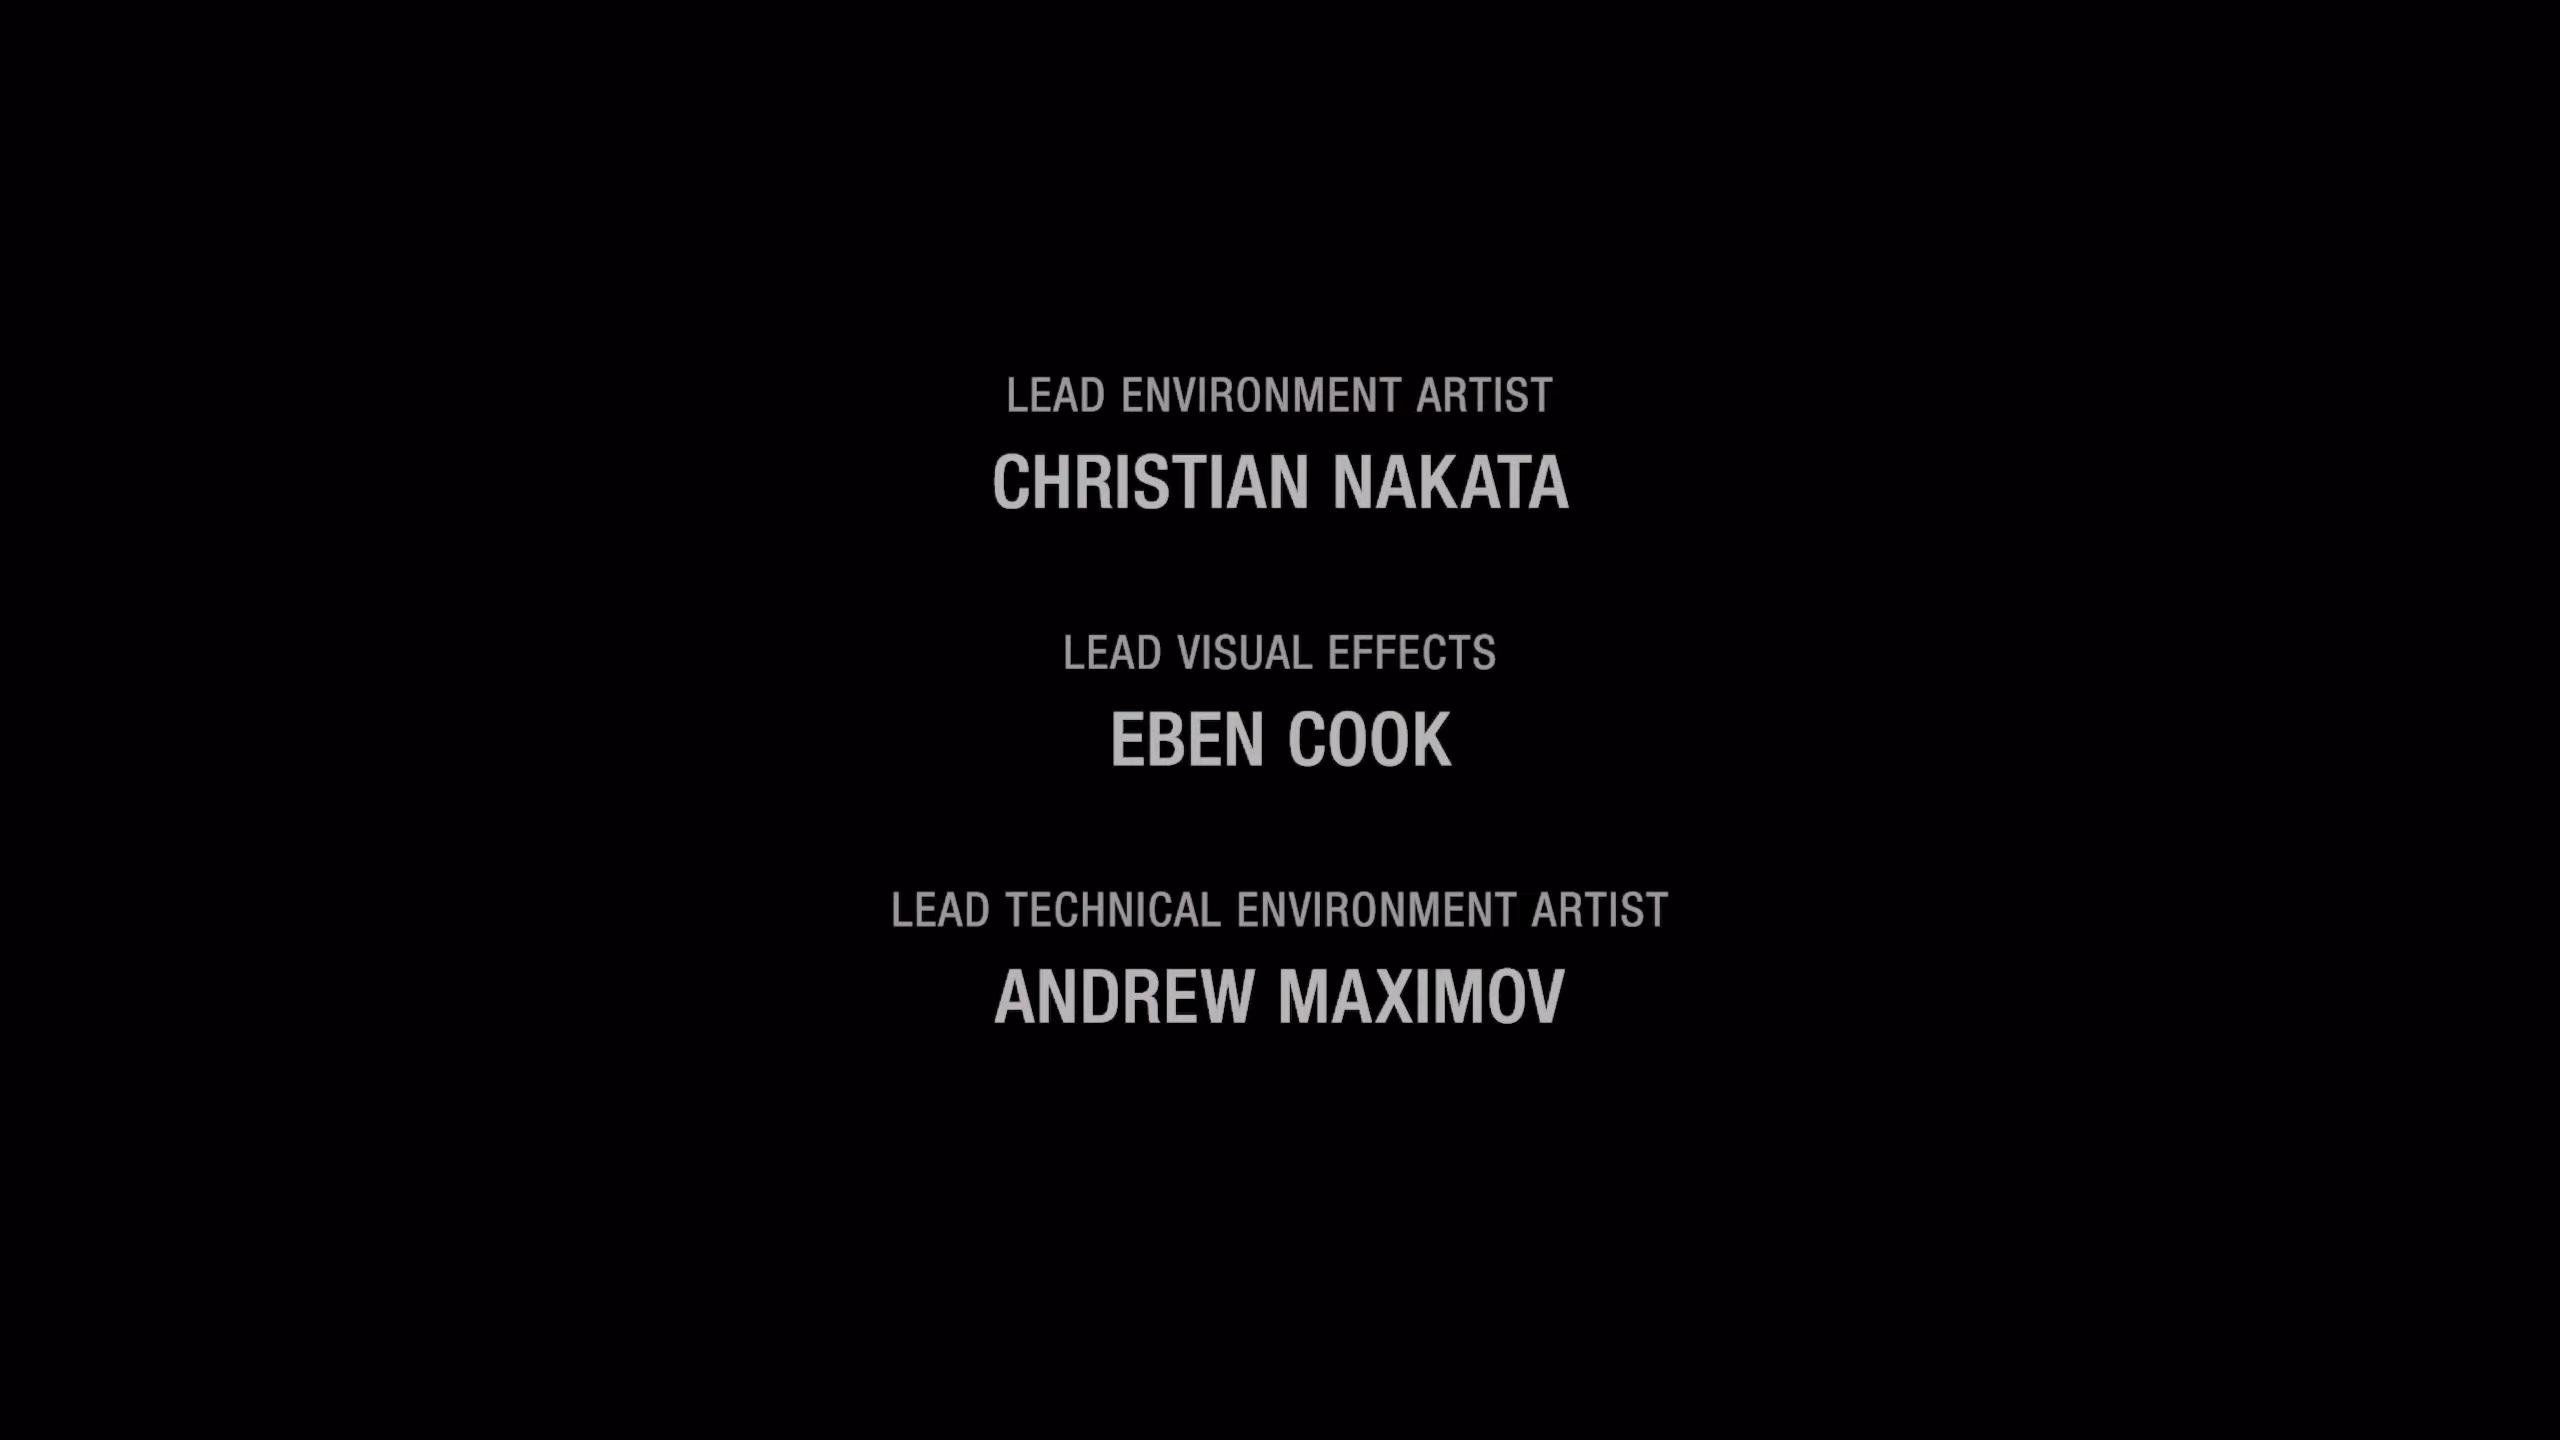 LEAD ENVIRONMENT ARTIST
CHRISTIAN NAKATA
LEAD VISUAL EFFECTS
EBEN COOK
LEAD TECHNICAL ENVIRONMENT ARTIST
ANDREW MAXIMOV